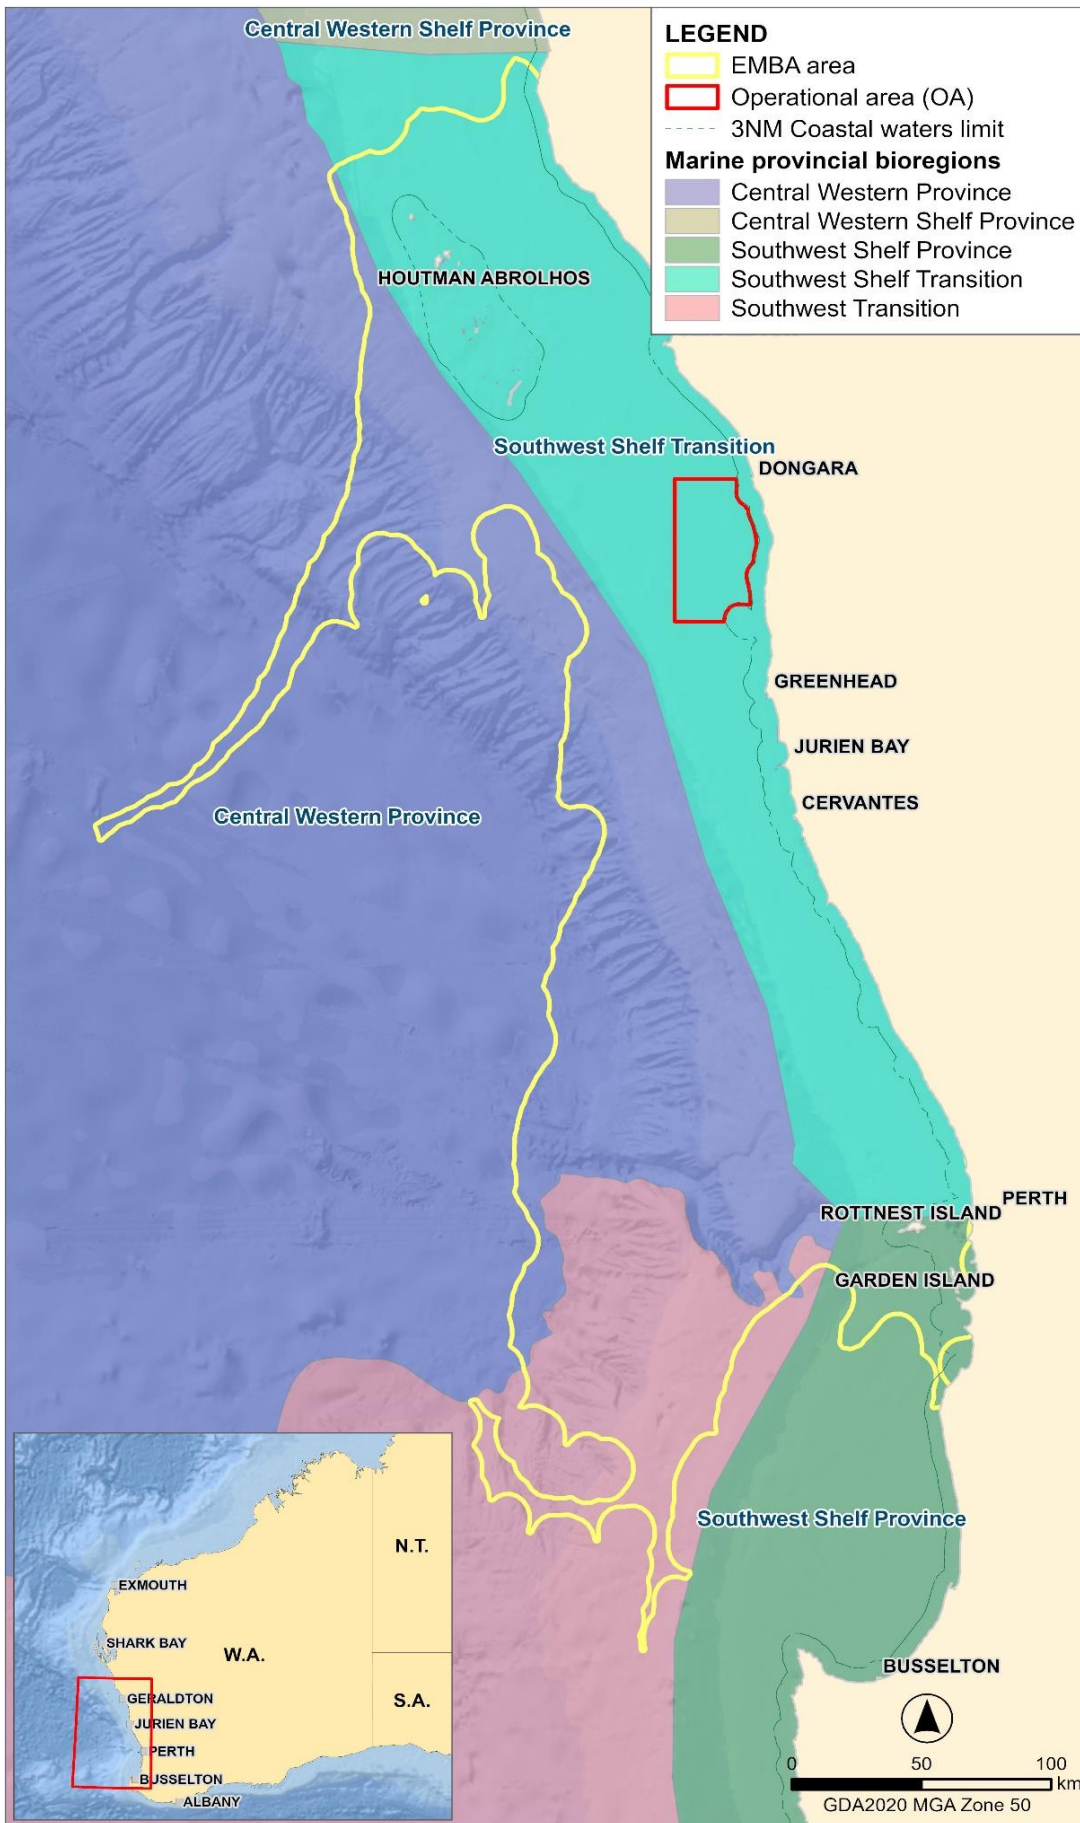 Central Western Shelf Province
LEGEND
EMBA area
Operational area (OA)
3NM Coastal waters limit
Marine provincial bioregions
Central Western Province
Central Western Shelf Province
Southwest Shelf Province
Southwest Shelf Transition
Southwest Transition
HOUTMAN ABROLHOS
Southwest Shelf Transition
DONGARA
GREENHEAD
JURIEN BAY
CERVANTES
Central Western Province
PERTH
ROTTNEST ISLAND
GARDEN ISLAND
Southwest Shelf Province
BUSSELTON
N.T.
EXMOUTH
SHARK BAY
W.A.
S.A.
GERALDTON
JURIEN BAY
PERTH
BUSSELTON
ALBANY
0 50 100
km
GDA2020 MGA Zone 50